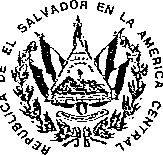 REPUBLICA DE EL SALVADOR EN LA AMERICA CENTRAL